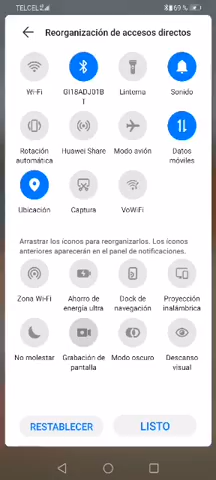 TELCEL 69 %
Reorganización de accesos directos
Wi-Fi GI18ADJ01B Linterna Sonido
T
Rotación Huawei Share Modo avión Datos
automática móviles
Ubicación Captura VoWiFi
Arrastrar los iconos para reorganizarlos. Los iconos
anteriores aparecerán en el panel de notificaciones.
Zona Wi-Fi Ahorro de Dock de Proyección
energía ultra navegación inalámbrica
No molestar Grabación de Modo oscuro Descanso
pantalla visual
RESTABLECER LISTO